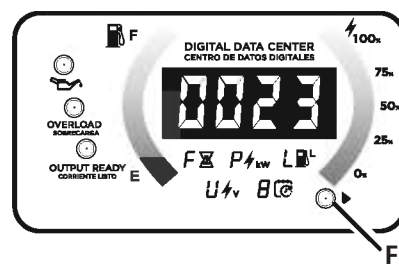 F
DIGITAL DATA CENTER
CENTRO DE DATOS DIGITALES
100%
75%
50%
25%
0%
0023
OVERLOAD
SOBRECARGA
OUTPUT READY
CORRIENTE LISTO
E
F P kW L L
U V 8
F